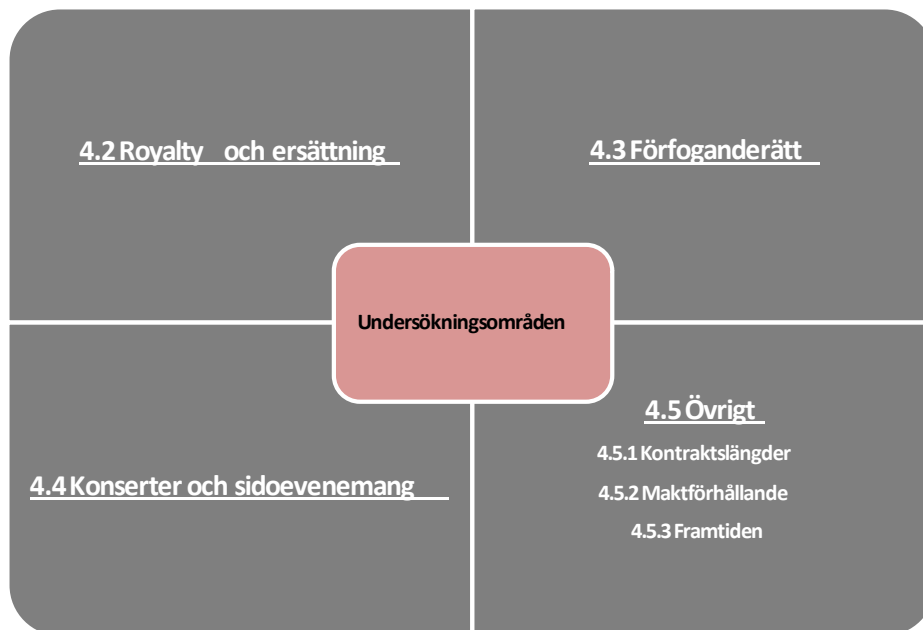 4.2 Royalty och ersättning
4.3 Förfoganderätt
Undersökningsområden
4.4 Konserter och sidoevenemang
4.5 Övrigt
4.5.1 Kontraktslängder
4.5.2 Maktförhållande
4.5.3 Framtiden